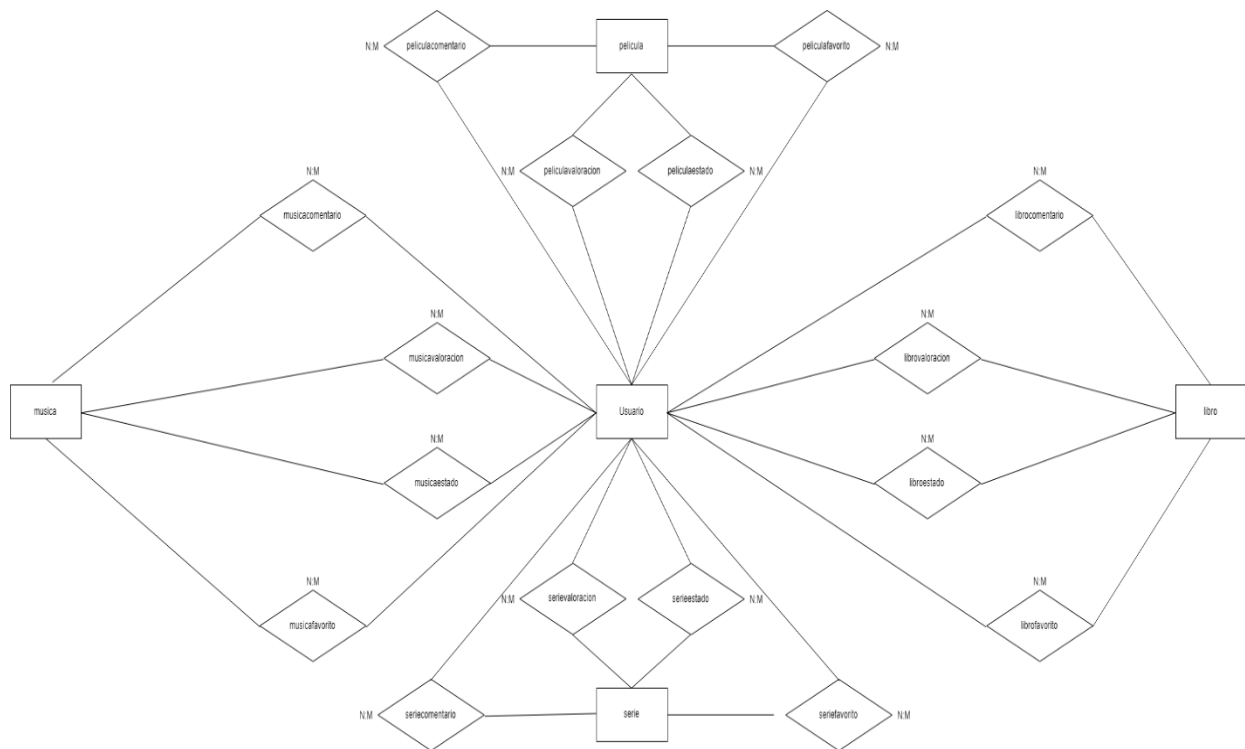 N:M
peliculacomentario
pelicula
peliculafavorito
N:M
N:M
peliculavaloracion
peliculaestado
N:M
N:M
musicacomentario
N:M
librocomentario
N:M
musicavaloracion
N:M
librovaloracion
musica
Usuario
libro
N:M
musicaestado
N:M
libroestado
N:M
musicafavorito
N:M
serievaloracion
serieestado
N:M
N:M
librofavorito
N:M
seriecomentario
serie
seriefavorito
N:M